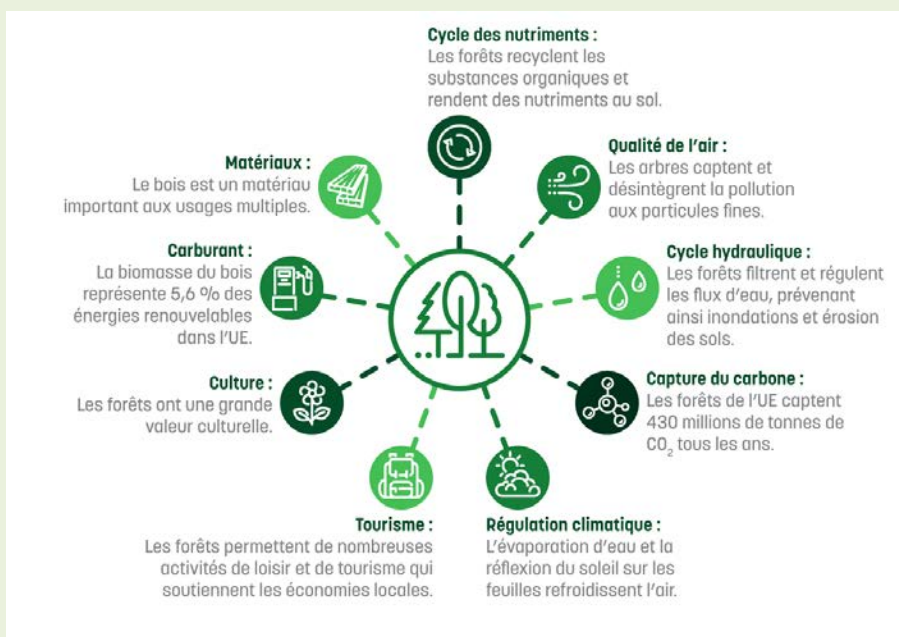 Cycle des nutriments :
Les forêts recyclent les
substances organiques et
rendent des nutriments au sol.
Qualité de l'air :
Les arbres captent et
désintègrent la pollution
aux particules fines.
Cycle hydraulique :
Les forêts filtrent et régulent
les flux d'eau, prévenant
ainsi inondations et érosion
des sols.
Capture du carbone :
Les forêts de l'UE captent
430 millions de tonnes de
CO₂ tous les ans.
Régulation climatique :
L'évaporation d'eau et la
réflexion du soleil sur les
feuilles refroidissent l'air.
Tourisme :
Les forêts permettent de nombreuses
activités de loisir et de tourisme qui
soutiennent les économies locales.
Culture :
Les forêts ont une grande
valeur culturelle.
Carburant :
La biomasse du bois
représente 5,6 % des
énergies renouvelables
dans l'UE.
Matériaux :
Le bois est un matériau
important aux usages multiples.